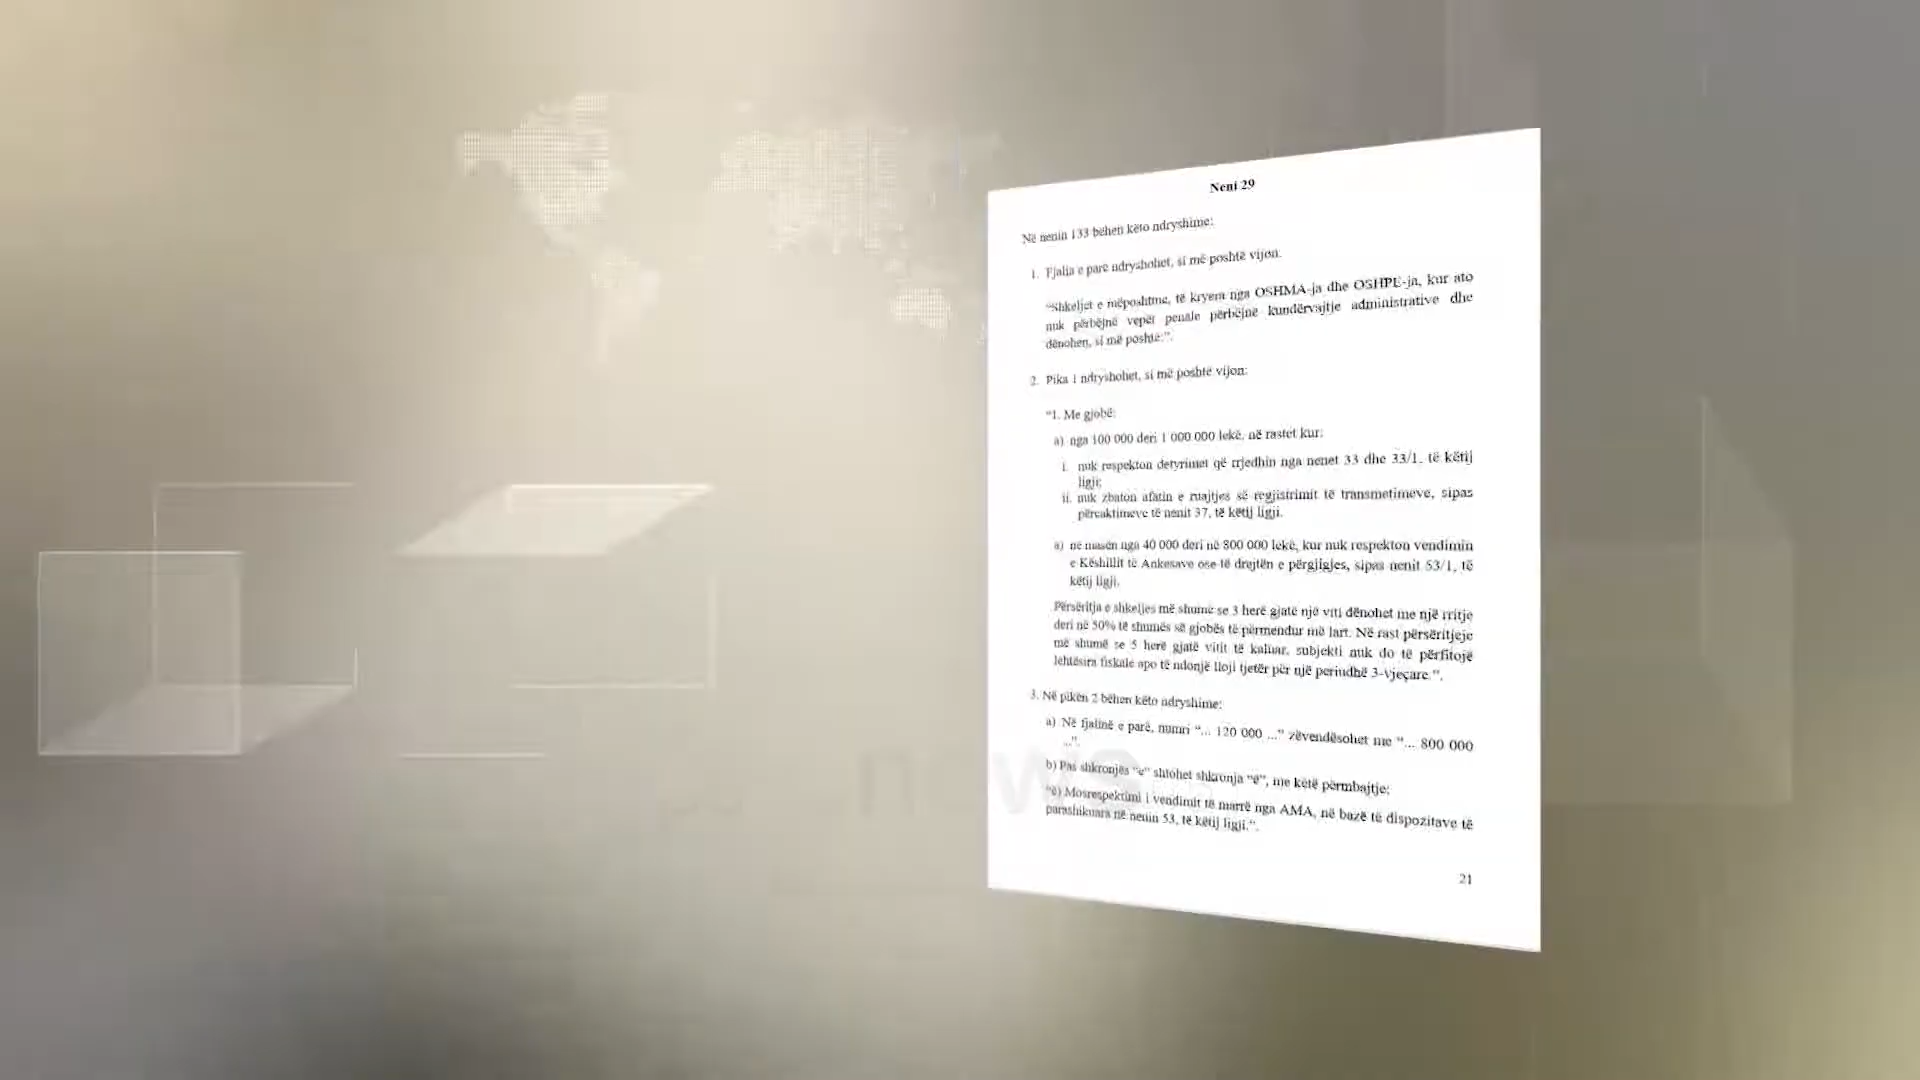 Neni 29
Në nenin 133 bëhen këto ndryshime:
1. Fjalia e parë ndryshohet, si më poshtë vijon:
“Shkeljet e mëposhtme, të kryera nga OSHMA-ja dhe OSHPE-ja, kur ato
nuk përbëjnë vepër penale përbëjnë kundërvajtje administrative dhe
dënohen, si më poshtë:”.
2. Pika 1 ndryshohet, si më poshtë vijon:
“1. Me gjobë:
a) nga 100 000 deri 1 000 000 lekë, në rastet kur:
i. nuk respekton detyrimet që rrjedhin nga nenet 33 dhe 33/1, të këtij
ligji;
ii. nuk zbaton afatin e ruajtjes së regjistrimit të transmetimeve, sipas
përcaktimeve të nenit 37, të këtij ligji.
a) në masën nga 40 000 deri në 800 000 lekë, kur nuk respekton vendimin
e Këshillit të Ankesave ose të drejtën e përgjigjes, sipas nenit 53/1, të
këtij ligji.
Përsëritja e shkeljes më shumë se 3 herë gjatë një viti dënohet me një rritje
deri në 50% të shumës së gjobës të përmendur më lart. Në rast përsëritjeje
më shumë se 5 herë gjatë vitit të kaluar, subjekti nuk do të përfitojë
lehtësira fiskale apo të ndonjë lloji tjetër për një periudhë 3-vjeçare.”.
3. Në pikën 2 bëhen këto ndryshime:
a) Në fjalinë e parë, numri “... 120 000 ...” zëvendësohet me “... 800 000
...”.
b) Pas shkronjës “e” shtohet shkronja “ë”, me këtë përmbajtje:
“ë) Mosrespektimi i vendimit të marrë nga AMA, në bazë të dispozitave të
parashikuara në nenin 53, të këtij ligji.”.
21
news